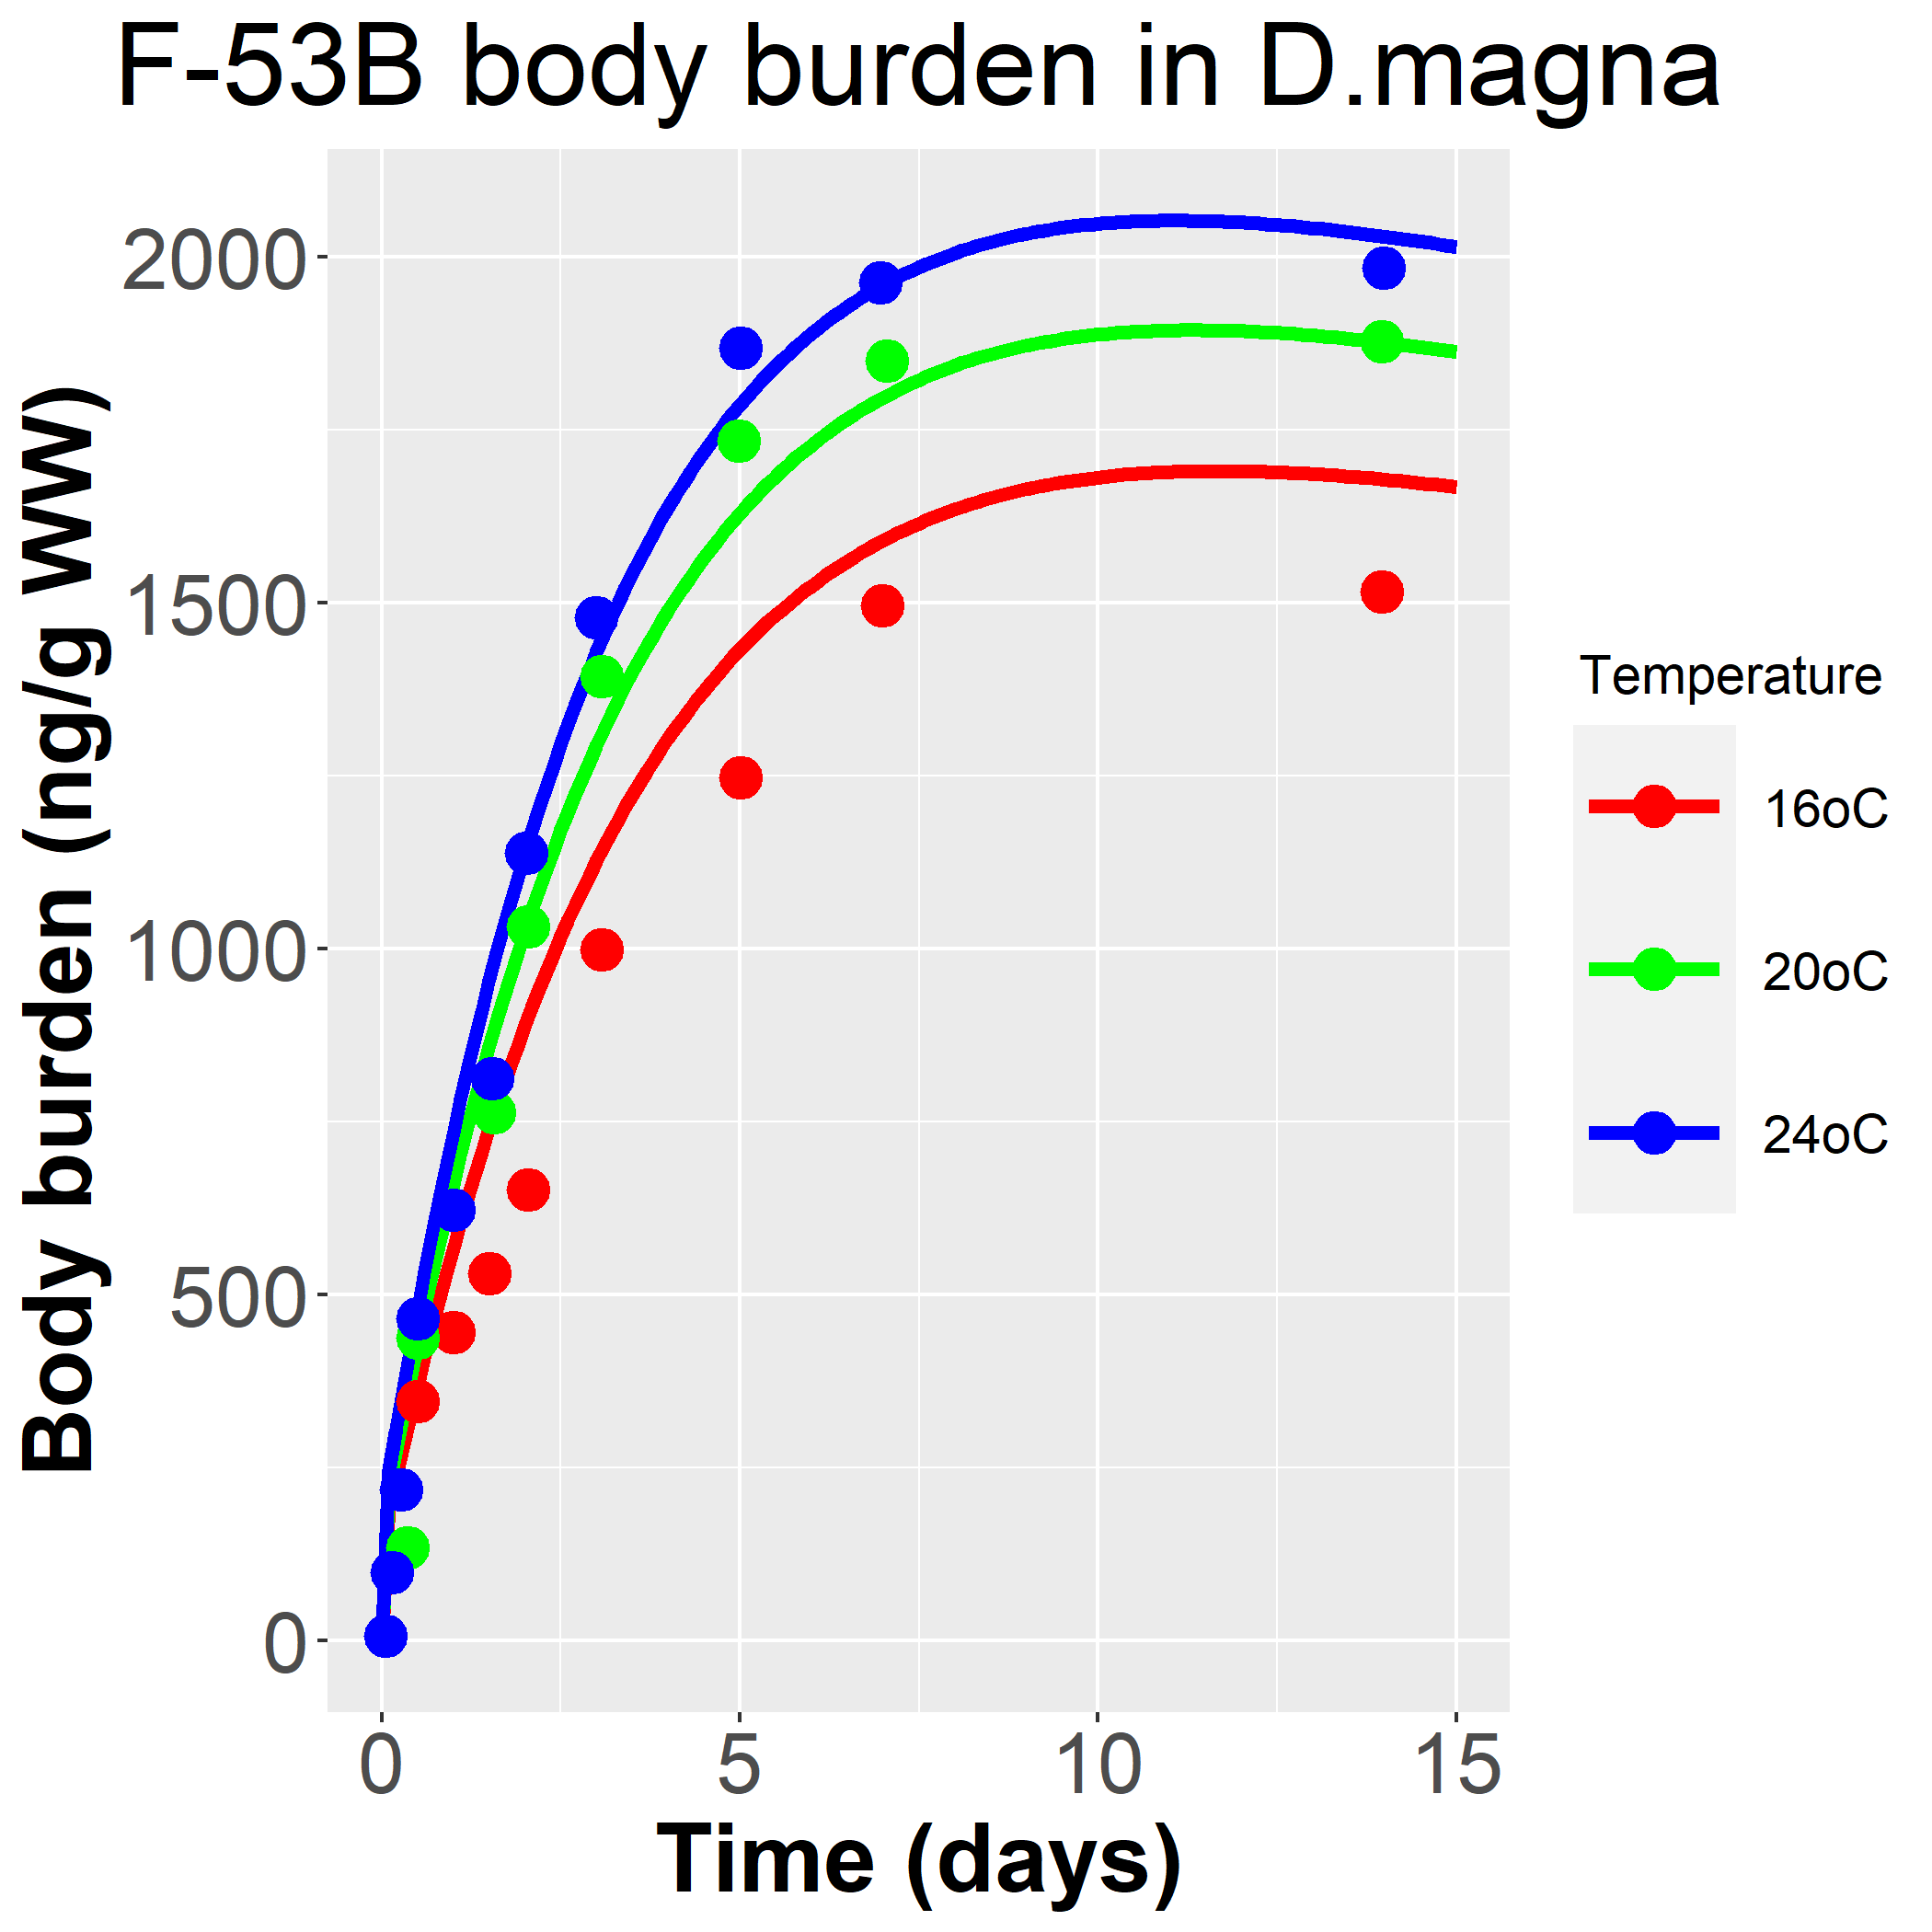 F-53B body burden in D.magna
Body burden (ng/g WW)
2000
1500
1000
500
0
0 5 10 15
Time (days)
Temperature
16oC
20oC
24oC